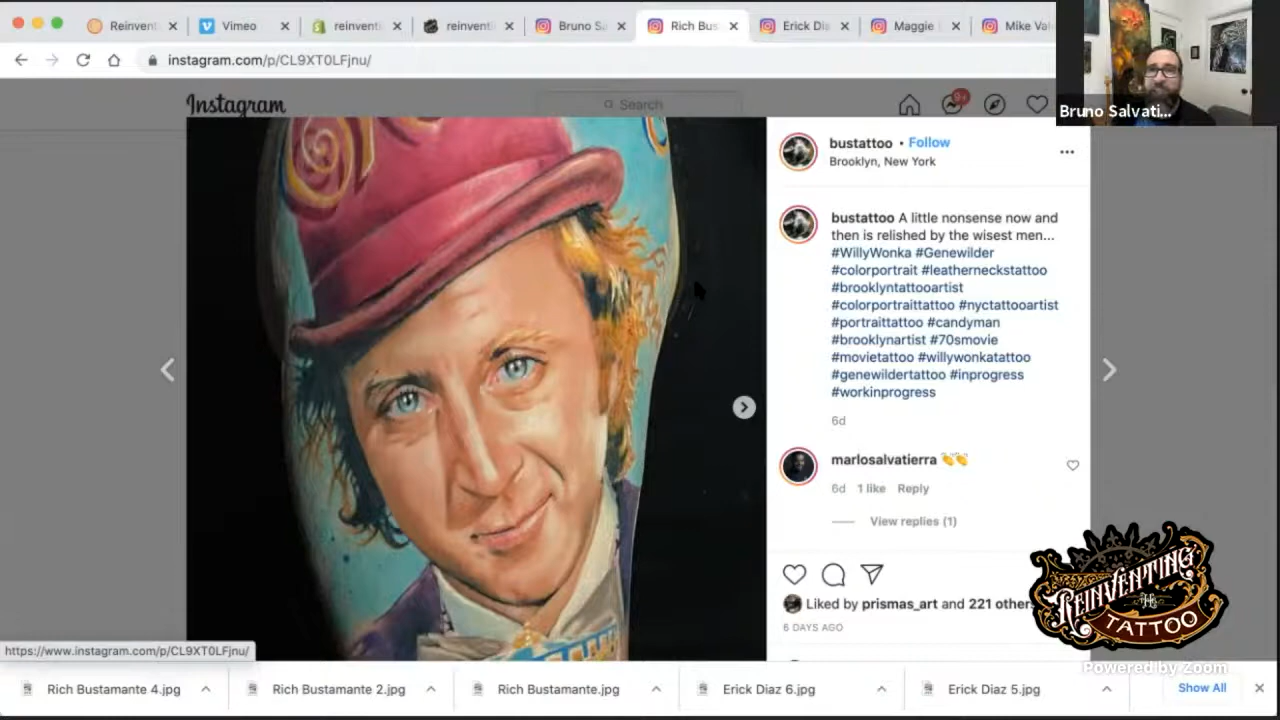 Reinvent
Vimeo
reinventi
reinventi
Bruno Sa
Rich Bus
Erick Dia
Maggie
Mike Val
instagram.com/p/CL9XT0LFjnu/
Bruno Salvati...
Instagram
Search
9+
bustattoo • Follow
Brooklyn, New York
bustattoo A little nonsense now and
then is relished by the wisest men...
#WillyWonka #Genewilder
#colorportrait #leatherneckstattoo
#brooklyntattooartist
#colorportraittattoo #nyctattooartist
#portraittattoo #candyman
#brooklynartist #70smovie
#movietattoo #willywonkatattoo
#genewildertattoo #inprogress
#workinprogress
6d
marlosalvatierra 👏👏
6d 1 like Reply
View replies (1)
Liked by prismas_art and 221 others
6 DAYS AGO
REINVENTING
THE
TATTOO
Powered by Zoom
https://www.instagram.com/p/CL9XT0LFjnu/
Rich Bustamante 4.jpg
Rich Bustamante 2.jpg
Rich Bustamante.jpg
Erick Diaz 6.jpg
Erick Diaz 5.jpg
Show All